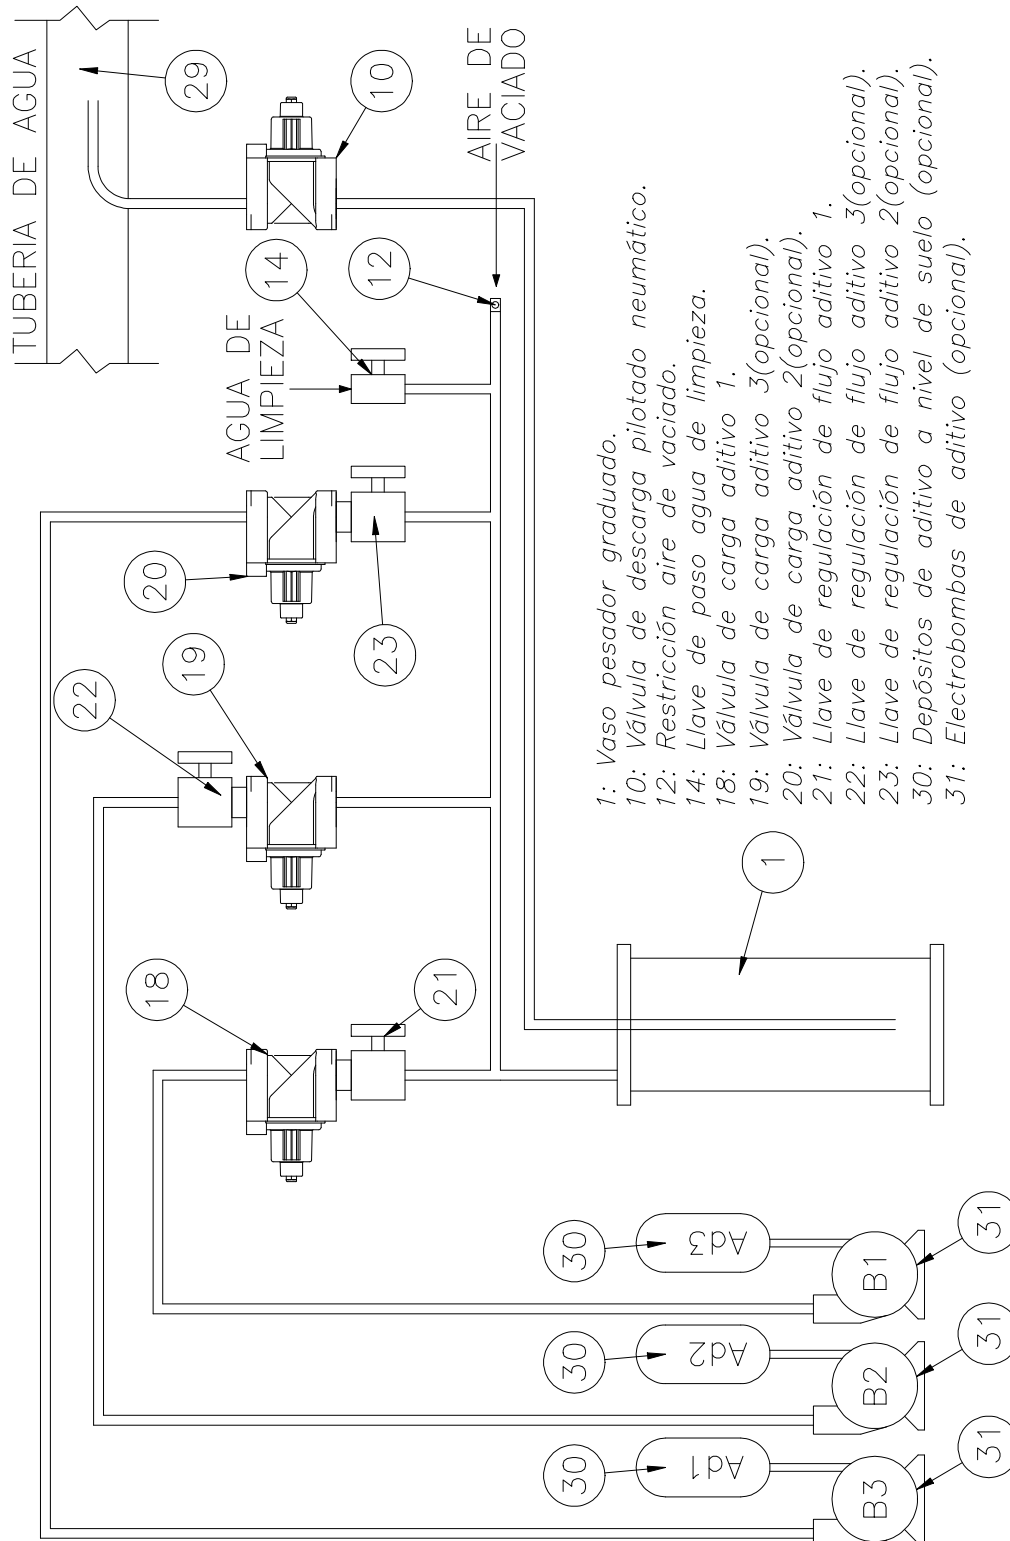 TUBERIA DE AGUA
29
10
AIRE DE
VACIADO
14
12
AGUA DE
LIMPIEZA
20
23
19
22
18
21
1
30
Ad3
B1
31
30
Ad2
B2
31
30
Ad1
B3
31
1: Vaso pesador graduado.
10: Válvula de descarga pilotado neumático.
12: Restricción aire de vaciado.
14: Llave de paso agua de limpieza.
18: Válvula de carga aditivo 1.
19: Válvula de carga aditivo 3(opcional).
20: Válvula de carga aditivo 2(opcional).
21: Llave de regulación de flujo aditivo 1.
22: Llave de regulación de flujo aditivo 3(opcional).
23: Llave de regulación de flujo aditivo 2(opcional).
30: Depósitos de aditivo a nivel de suelo (opcional).
31: Electrobombas de aditivo (opcional).